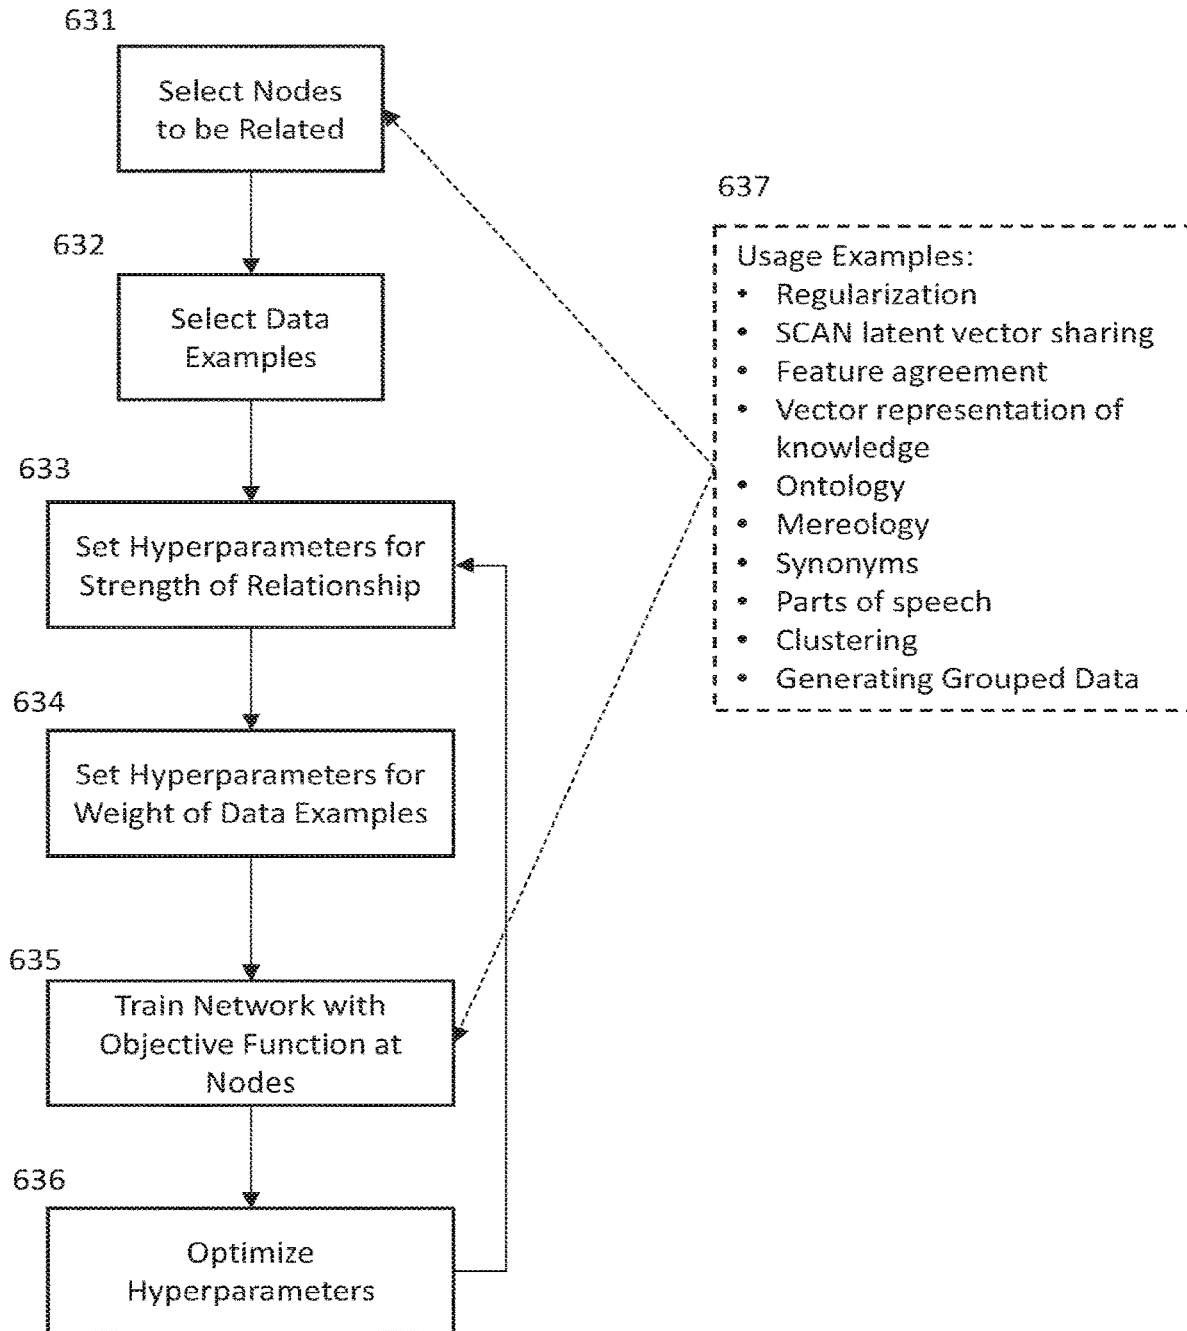 631
Select Nodes
to be Related
632
Select Data
Examples
633
Set Hyperparameters for
Strength of Relationship
634
Set Hyperparameters for
Weight of Data Examples
635
Train Network with
Objective Function at
Nodes
636
Optimize
Hyperparameters
637
Usage Examples:
• Regularization
• SCAN latent vector sharing
• Feature agreement
• Vector representation of
knowledge
• Ontology
• Mereology
• Synonyms
• Parts of speech
• Clustering
• Generating Grouped Data